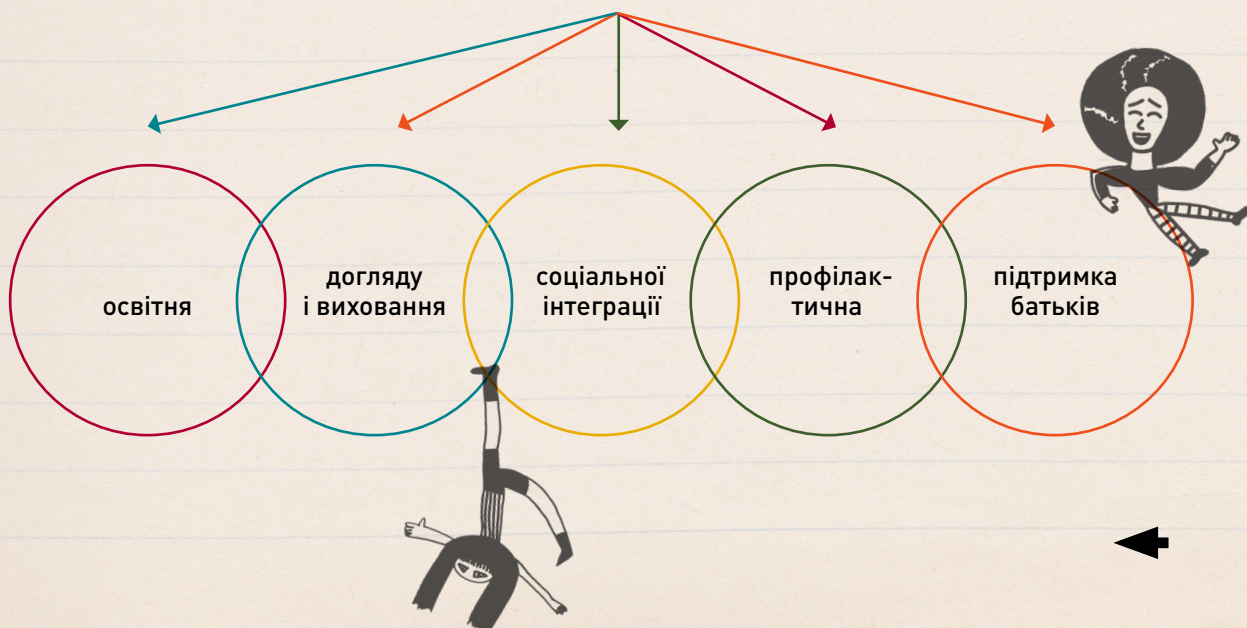 освітня
догляду
і виховання
соціальної
інтеграції
профілак-
тична
підтримка
батьків